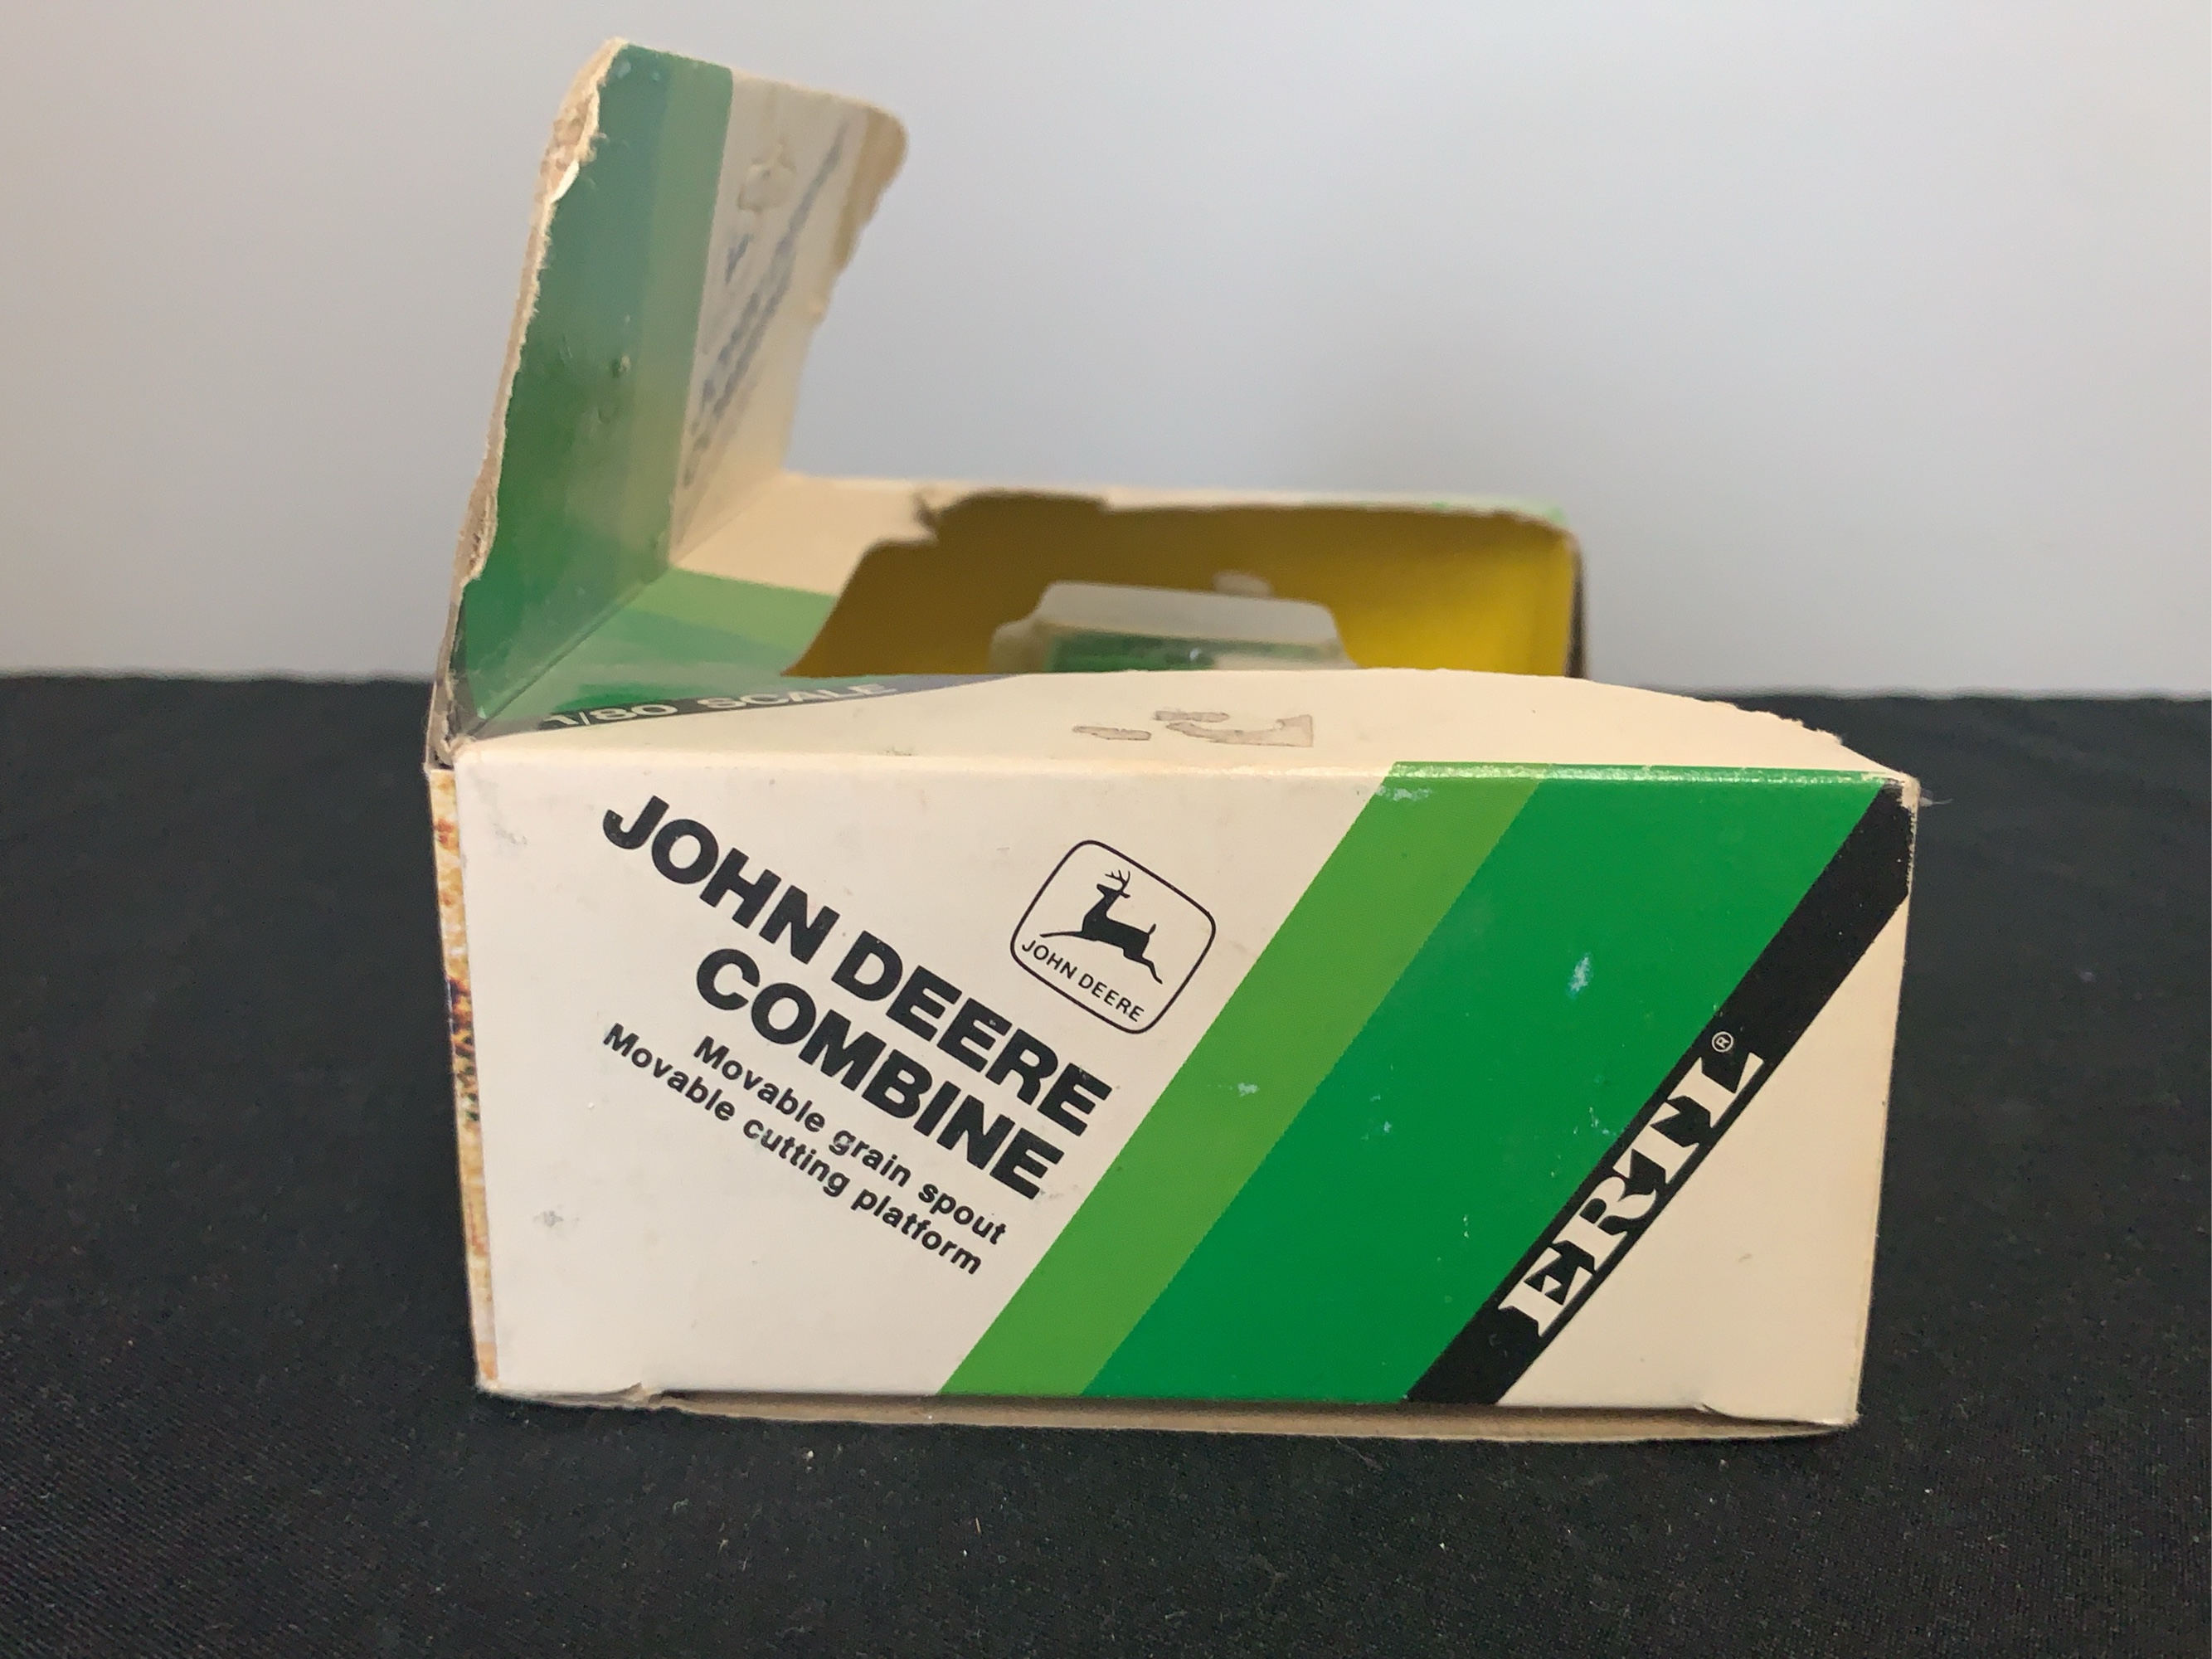 1/80 SCALE
JOHN DEERE
COMBINE
Movable grain spout
Movable cutting platform
JOHN DEERE
ERTL®